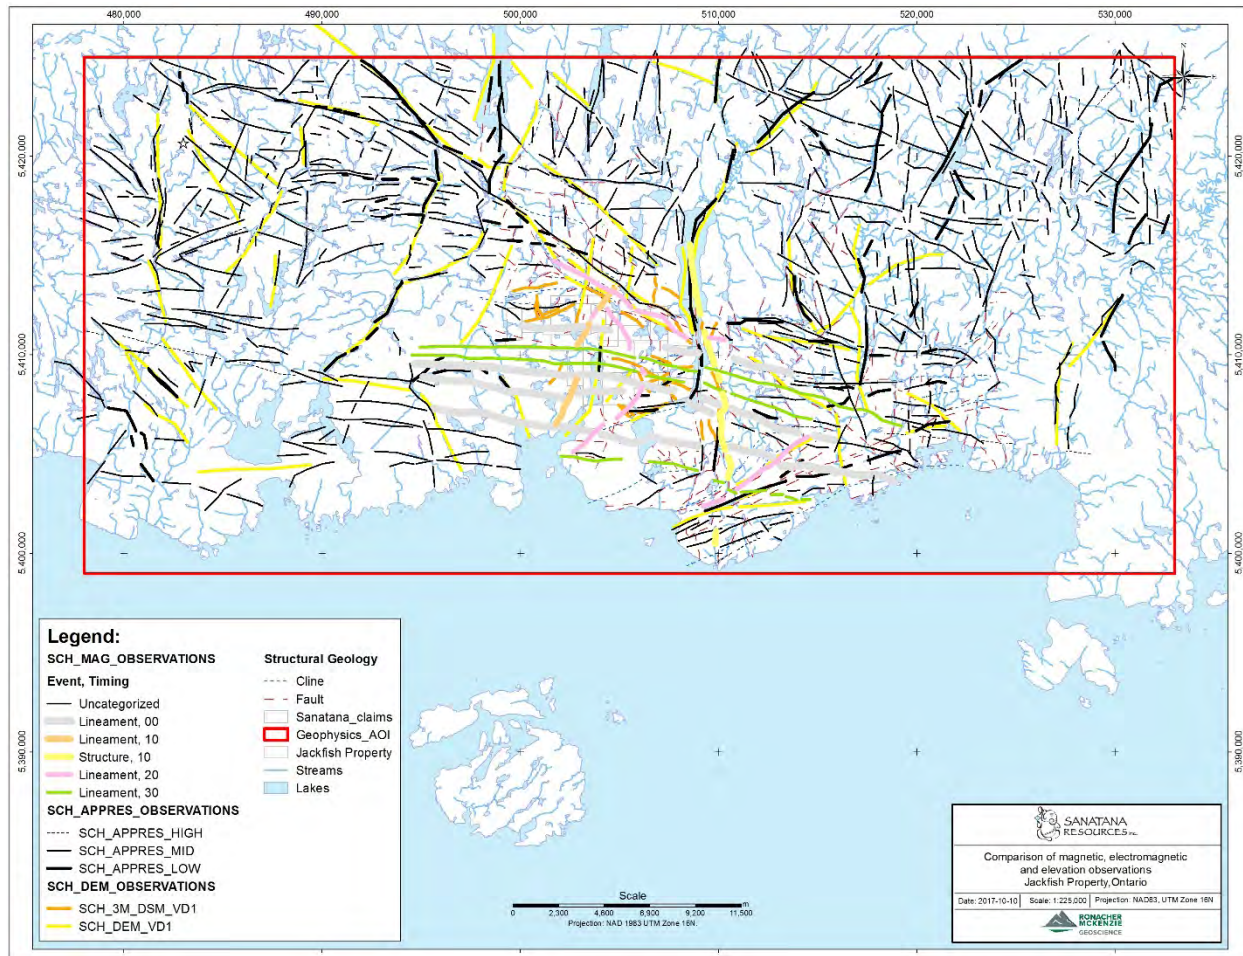 480,000 490,000 500,000 510,000 520,000 530,000
N
5,420,000 5,420,000
5,410,000 5,410,000
5,400,000 5,400,000
5,390,000 5,390,000
Legend:
SCH_MAG_OBSERVATIONS
Event, Timing
Uncategorized
Lineament, 00
Lineament, 10
Structure, 10
Lineament, 20
Lineament, 30
SCH_APPRES_OBSERVATIONS
SCH_APPRES_HIGH
SCH_APPRES_MID
SCH_APPRES_LOW
SCH_DEM_OBSERVATIONS
SCH_3M_DSM_VD1
SCH_DEM_VD1
Structural Geology
Cline
Fault
Sanatana_claims
Geophysics_AOI
Jackfish Property
Streams
Lakes
Scale
m
0 2,300 4,600 6,900 9,200 11,500
Projection: NAD 1983 UTM Zone 16N.
SANATANA
RESOURCES INC.
Comparison of magnetic, electromagnetic
and elevation observations
Jackfish Property,Ontario
Date: 2017-10-10 Scale: 1:225,000 Projection: NAD83, UTM Zone 16N
RONACHER
MCKENZIE
GEOSCIENCE